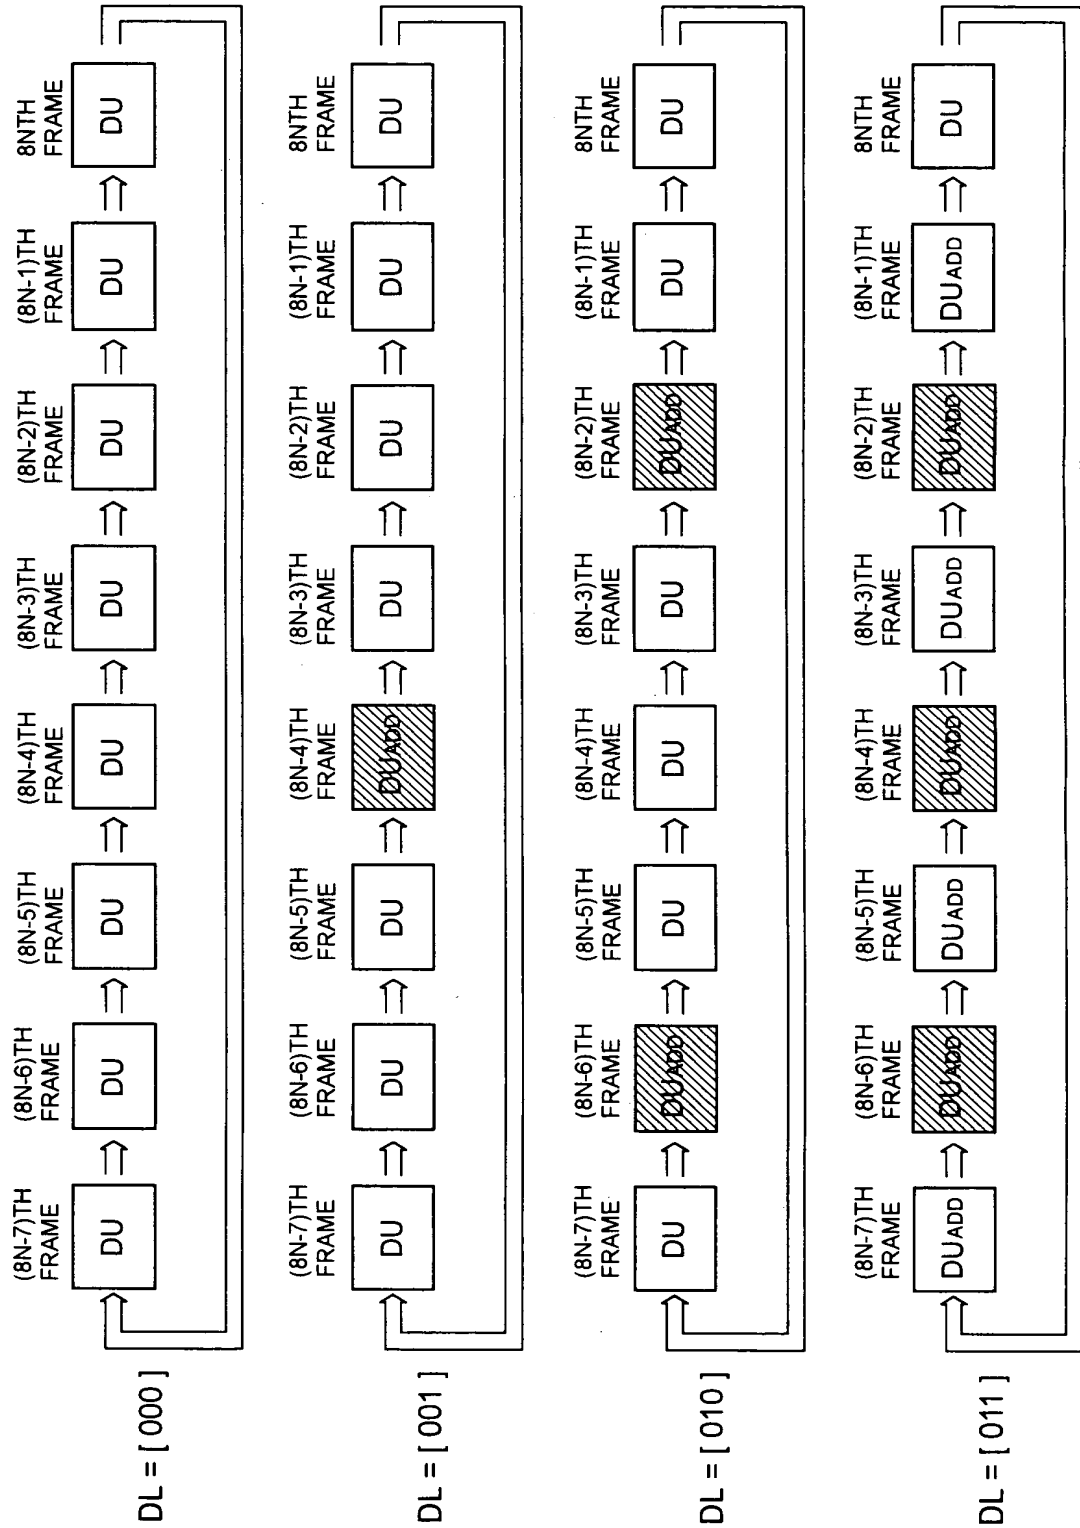 DL = [ 000 ]
(8N-7)TH FRAME
(8N-6)TH FRAME
(8N-5)TH FRAME
(8N-4)TH FRAME
(8N-3)TH FRAME
(8N-2)TH FRAME
(8N-1)TH FRAME
8NTH FRAME
DU
DU
DU
DU
DU
DU
DU
DU
DL = [ 001 ]
(8N-7)TH FRAME
(8N-6)TH FRAME
(8N-5)TH FRAME
(8N-4)TH FRAME
(8N-3)TH FRAME
(8N-2)TH FRAME
(8N-1)TH FRAME
8NTH FRAME
DU
DU
DU
DUADD
DU
DU
DU
DU
DL = [ 010 ]
(8N-7)TH FRAME
(8N-6)TH FRAME
(8N-5)TH FRAME
(8N-4)TH FRAME
(8N-3)TH FRAME
(8N-2)TH FRAME
(8N-1)TH FRAME
8NTH FRAME
DU
DUADD
DU
DU
DU
DUADD
DU
DU
DL = [ 011 ]
(8N-7)TH FRAME
(8N-6)TH FRAME
(8N-5)TH FRAME
(8N-4)TH FRAME
(8N-3)TH FRAME
(8N-2)TH FRAME
(8N-1)TH FRAME
8NTH FRAME
DUADD
DUADD
DUADD
DUADD
DUADD
DUADD
DUADD
DU